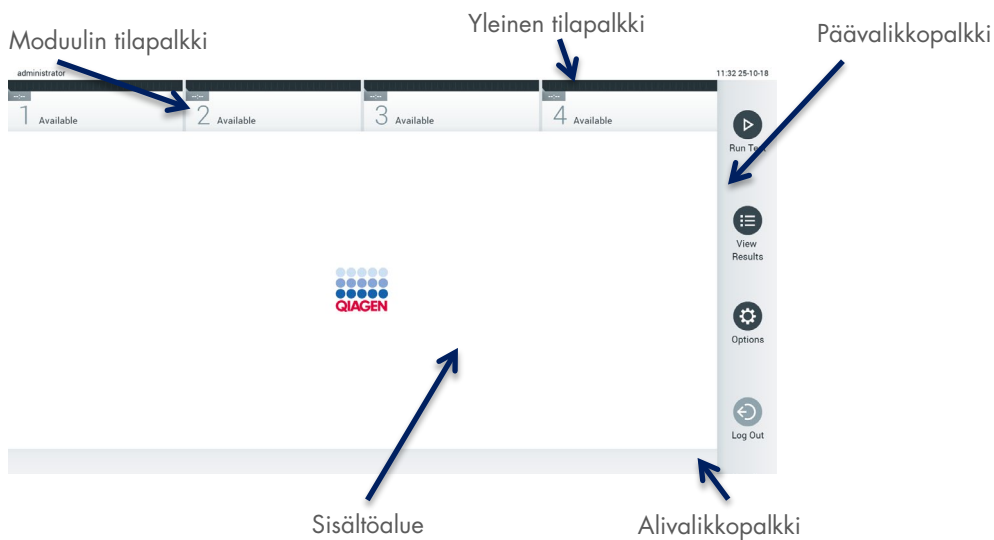 Moduulin tilapalkki
Yleinen tilapalkki
Päävalikkopalkki
administrator
11:32 25-10-18
--:--
--:--
--:--
--:--
1 Available
2 Available
3 Available
4 Available
Run Test
View
Results
QIAGEN
Options
Log Out
Sisältöalue
Alivalikkopalkki